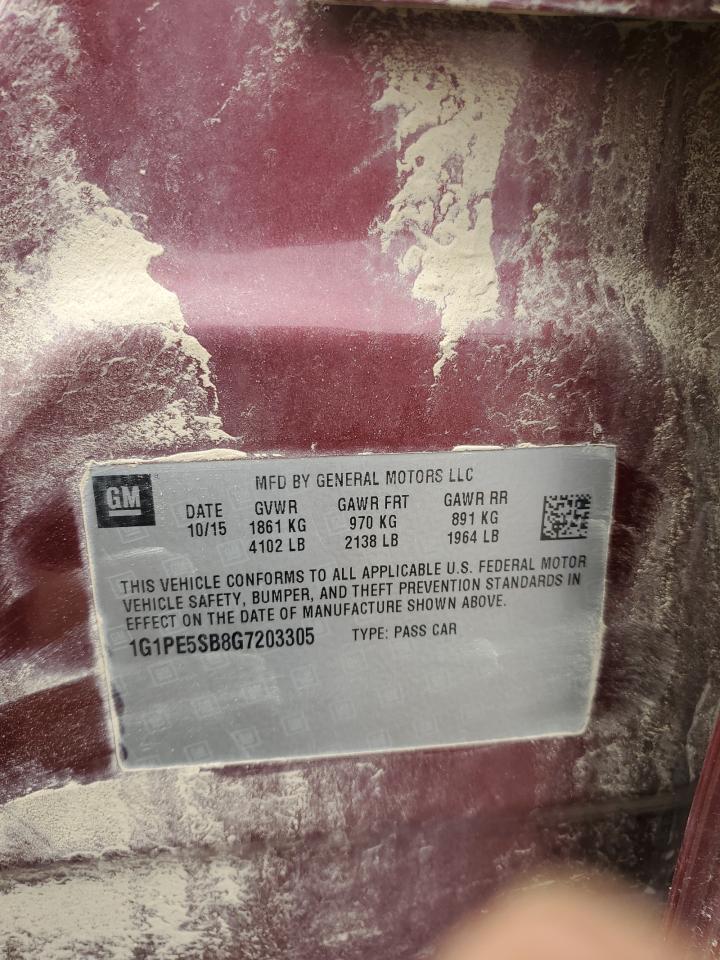 GM
MFD BY GENERAL MOTORS LLC
DATE GVWR GAWR FRT GAWR RR
10/15 1861 KG 970 KG 891 KG
4102 LB 2138 LB 1964 LB
THIS VEHICLE CONFORMS TO ALL APPLICABLE U.S. FEDERAL MOTOR
VEHICLE SAFETY, BUMPER, AND THEFT PREVENTION STANDARDS IN
EFFECT ON THE DATE OF MANUFACTURE SHOWN ABOVE.
1G1PE5SB8G7203305 TYPE: PASS CAR